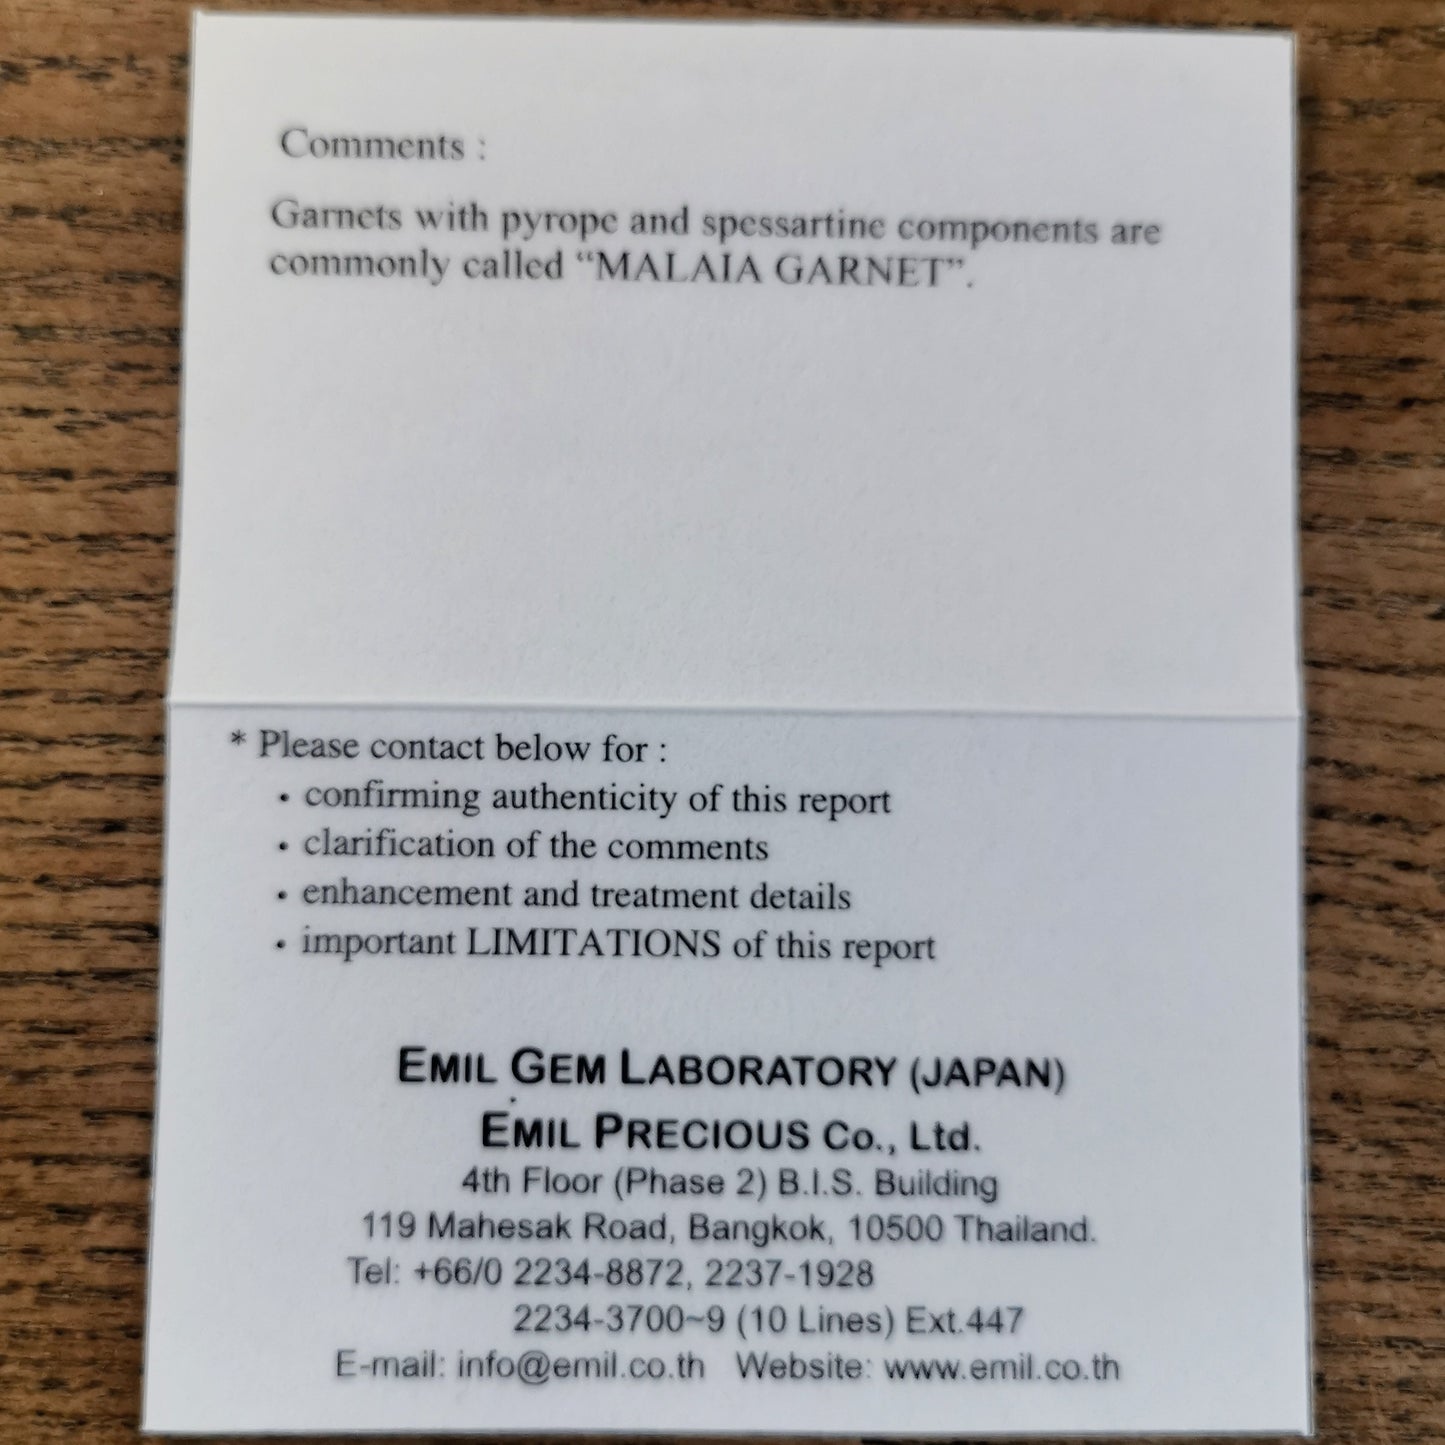 Comments :
Garnets with pyrope and spessartine components are
commonly called “MALAIA GARNET”.
* Please contact below for :
• confirming authenticity of this report
• clarification of the comments
• enhancement and treatment details
• important LIMITATIONS of this report
EMIL GEM LABORATORY (JAPAN)
EMIL PRECIOUS Co., Ltd.
4th Floor (Phase 2) B.I.S. Building
119 Mahesak Road, Bangkok, 10500 Thailand.
Tel: +66/0 2234-8872, 2237-1928
2234-3700~9 (10 Lines) Ext.447
E-mail: info@emil.co.th Website: www.emil.co.th